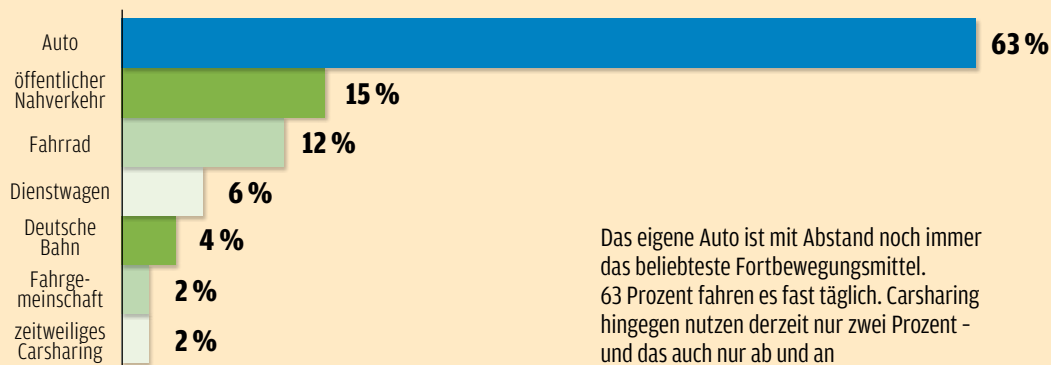 Auto
63 %
öffentlicher
Nahverkehr
15 %
Fahrrad
12 %
Dienstwagen
6 %
Deutsche
Bahn
4 %
Fahrge-
meinschaft
2 %
zeitweiliges
Carsharing
2 %
Das eigene Auto ist mit Abstand noch immer
das beliebteste Fortbewegungsmittel.
63 Prozent fahren es fast täglich. Carsharing
hingegen nutzen derzeit nur zwei Prozent –
und das auch nur ab und an